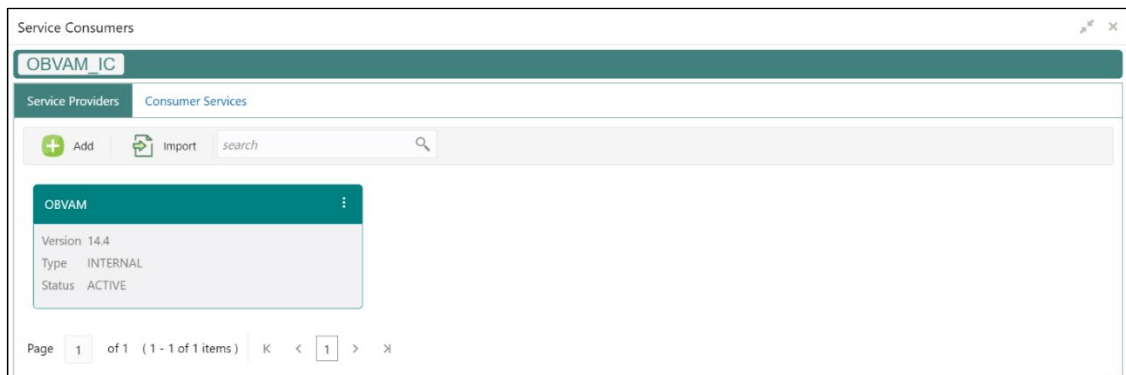 Service Consumers
OBVAM_IC
Service Providers Consumer Services
Add Import search
OBVAM
Version 14.4
Type INTERNAL
Status ACTIVE
Page 1 of 1 ( 1 - 1 of 1 items ) 1